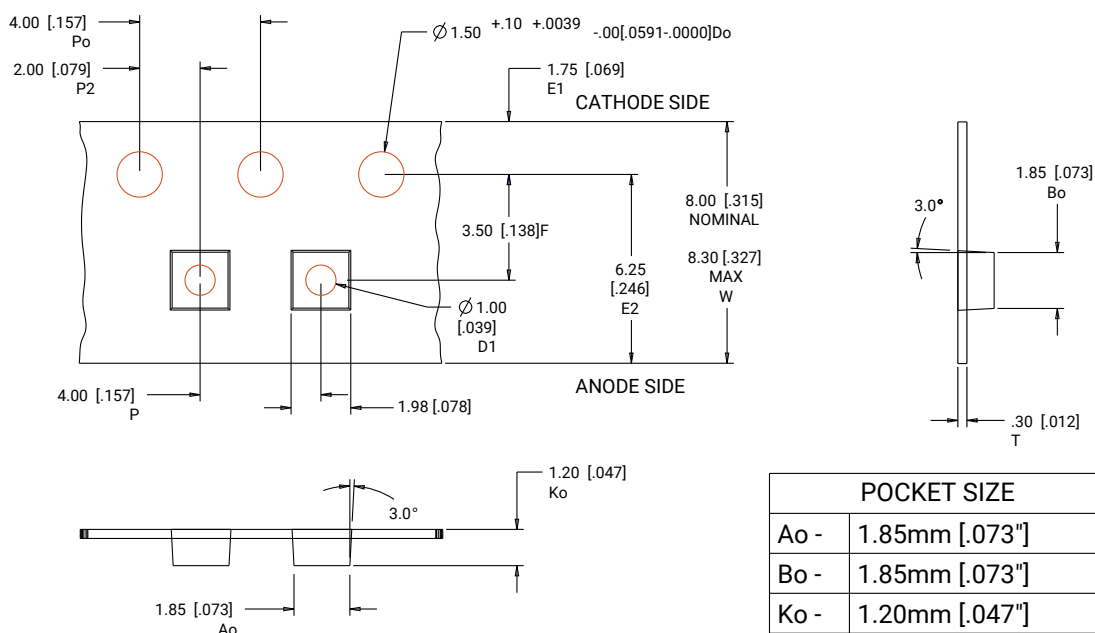 4.00 [.157]
Po
2.00 [.079]
P2
∅1.50 +.10 +.0039 -.00[.0591-.0000]Do
1.75 [.069]
E1
CATHODE SIDE
3.50 [.138]F
6.25
[.246]
E2
8.00 [.315]
NOMINAL
8.30 [.327]
MAX
W
∅1.00
[.039]
D1
ANODE SIDE
4.00 [.157]
P
1.98 [.078]
3.0°
1.85 [.073]
Bo
.30 [.012]
T
1.20 [.047]
Ko
3.0°
1.85 [.073]
Ao
POCKET SIZE
Ao - 1.85mm [.073"]
Bo - 1.85mm [.073"]
Ko - 1.20mm [.047"]